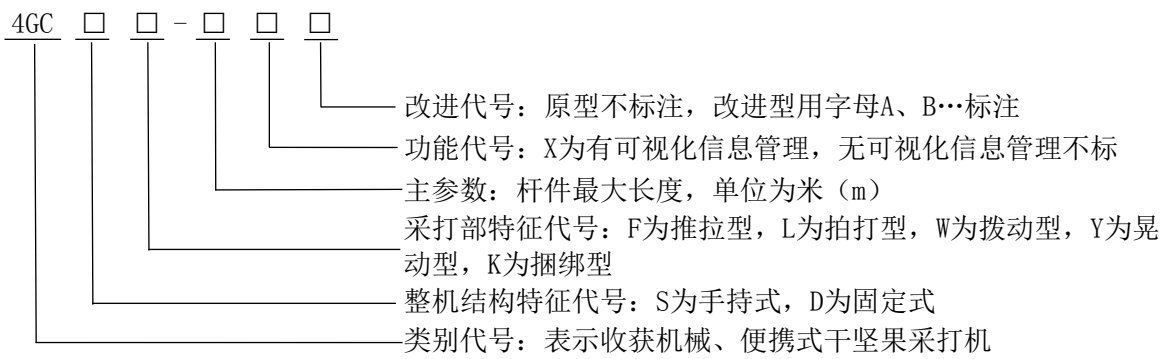 4GC □ □ - □ □ □
改进代号：原型不标注，改进型用字母A、B…标注
功能代号：X为有可视化信息管理，无可视化信息管理不标
主参数：杆件最大长度，单位为米（m）
采打部特征代号：F为推拉型，L为拍打型，W为拨动型，Y为晃
动型，K为捆绑型
整机结构特征代号：S为手持式，D为固定式
类别代号：表示收获机械、便携式干坚果采打机